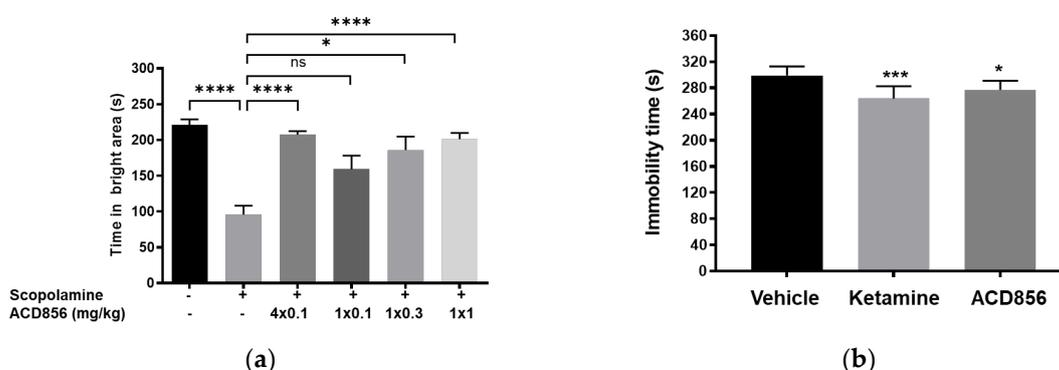 ****
*
ns
**** ****
300
250
200
150
100
50
0
Time in bright area (s)
Scopolamine - + + + + +
ACD856 (mg/kg) - - 4x0.1 1x0.1 1x0.3 1x1
(a)
360
320
280
240
200
160
120
80
40
0
Immobility time (s)
*** *
Vehicle Ketamine ACD856
(b)